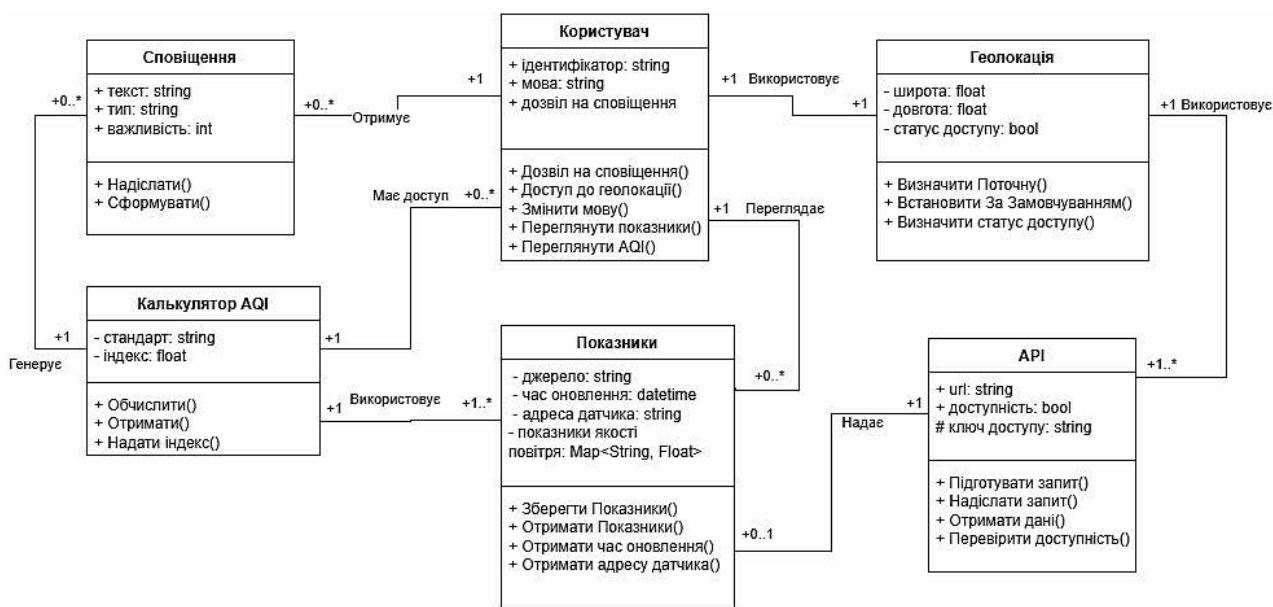 Сповіщення
+ текст: string
+ тип: string
+ важливість: int
+ Надіслати()
+ Сформувати()
+0..*
+0..*
Отримує
+1
Користувач
+ ідентифікатор: string
+ мова: string
+ дозвіл на сповіщення
+ Дозвіл на сповіщення()
+ Доступ до геолокації()
+ Змінити мову()
+ Переглянути показники()
+ Переглянути AQI()
+1 Використовує
+1
Геолокація
- широта: float
- довгота: float
- статус доступу: bool
+ Визначити Поточну()
+ Встановити За Замовчуванням()
+ Визначити статус доступу()
+1 Використовує
Має доступ +0..*
+1 Переглядає
Калькулятор AQI
- стандарт: string
- індекс: float
+ Обчислити()
+ Отримати()
+ Надати індекс()
+1
Генерує
+1
Використовує
+1
+1..*
Показники
- джерело: string
- час оновлення: datetime
- адреса датчика: string
- показники якості
повітря: Map<String, Float>
+ Зберегти Показники()
+ Отримати Показники()
+ Отримати час оновлення()
+ Отримати адресу датчика()
+0..*
+0..1
Надає
+1
API
+ url: string
+ доступність: bool
# ключ доступу: string
+ Підготувати запит()
+ Надіслати запит()
+ Отримати дані()
+ Перевірити доступність()
+1..*